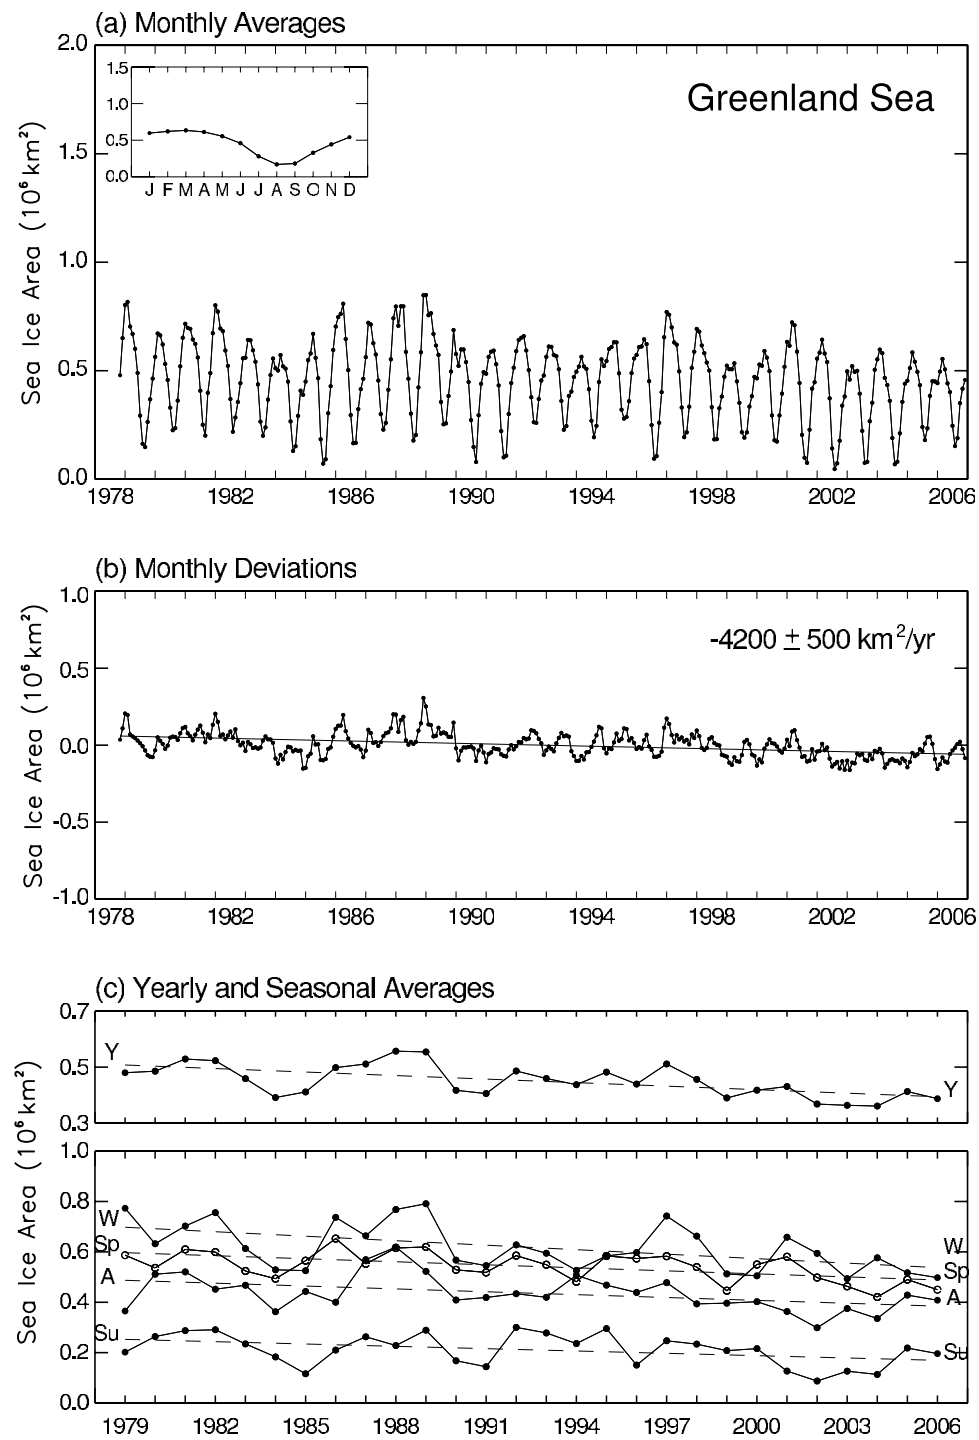 (a) Monthly Averages
2.0
1.5
1.0
0.5
0.0
Sea Ice Area (10⁶ km²)
1.5
1.0
0.5
0.0
J F M A M J J A S O N D
Greenland Sea
1978 1982 1986 1990 1994 1998 2002 2006
(b) Monthly Deviations
1.0
0.5
0.0
-0.5
-1.0
Sea Ice Area (10⁶ km²)
-4200 ± 500 km²/yr
1978 1982 1986 1990 1994 1998 2002 2006
(c) Yearly and Seasonal Averages
0.7
0.5
0.3
Y
Y
Sea Ice Area (10⁶ km²)
1.0
0.8
0.6
0.4
0.2
0.0
W
Sp
A
Su
W
Sp
A
Su
1979 1982 1985 1988 1991 1994 1997 2000 2003 2006